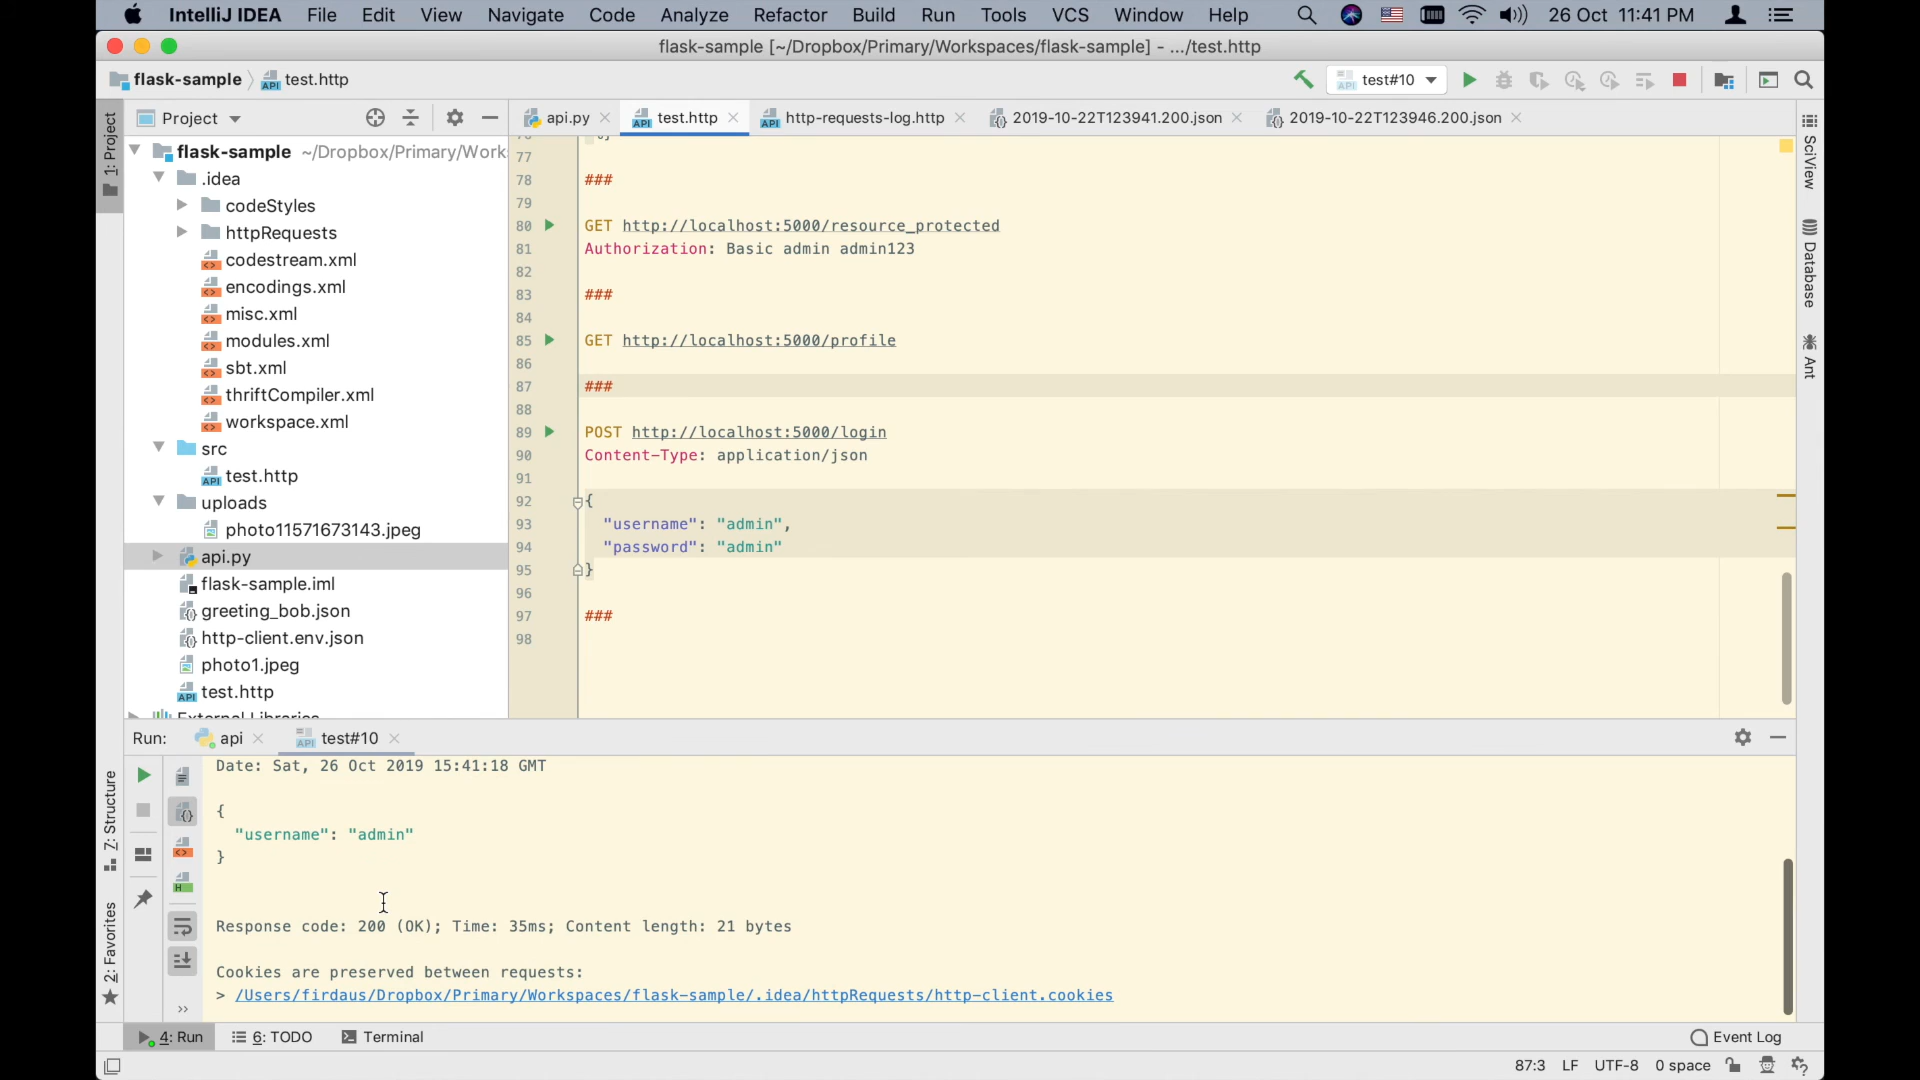 IntelliJ IDEA File Edit View Navigate Code Analyze Refactor Build Run Tools VCS Window Help 26 Oct 11:41 PM
flask-sample [~/Dropbox/Primary/Workspaces/flask-sample] - .../test.http
flask-sample test.http test#10
1: Project
Project
flask-sample ~/Dropbox/Primary/Work
.idea
codeStyles
httpRequests
codestream.xml
encodings.xml
misc.xml
modules.xml
sbt.xml
thriftCompiler.xml
workspace.xml
src
test.http
uploads
photo11571673143.jpeg
api.py
flask-sample.iml
greeting_bob.json
http-client.env.json
photo1.jpeg
test.http
External Libraries
api.py test.http http-requests-log.http 2019-10-22T123941.200.json 2019-10-22T123946.200.json
76 %}
77
78 ###
79
80 GET http://localhost:5000/resource_protected
81 Authorization: Basic admin admin123
82
83 ###
84
85 GET http://localhost:5000/profile
86
87 ###
88
89 POST http://localhost:5000/login
90 Content-Type: application/json
91
92 {
93 "username": "admin",
94 "password": "admin"
95 }
96
97 ###
98
SciView
Database
Ant
Run: api test#10
Z: Structure
2: Favorites
Date: Sat, 26 Oct 2019 15:41:18 GMT
{
"username": "admin"
}
Response code: 200 (OK); Time: 35ms; Content length: 21 bytes
Cookies are preserved between requests:
> /Users/firdaus/Dropbox/Primary/Workspaces/flask-sample/.idea/httpRequests/http-client.cookies
4: Run 6: TODO Terminal Event Log
87:3 LF UTF-8 0 space